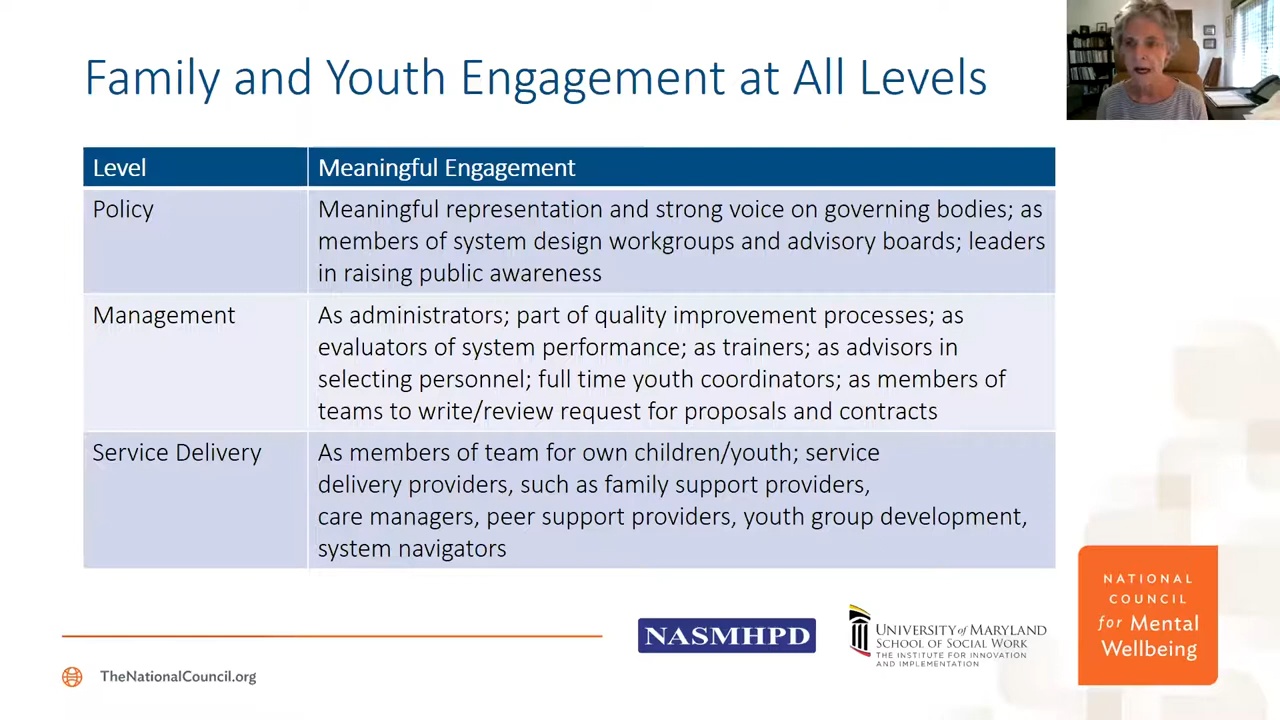 Family and Youth Engagement at All Levels
Level
Meaningful Engagement
Policy
Meaningful representation and strong voice on governing bodies; as
members of system design workgroups and advisory boards; leaders
in raising public awareness
Management
As administrators; part of quality improvement processes; as
evaluators of system performance; as trainers; as advisors in
selecting personnel; full time youth coordinators; as members of
teams to write/review request for proposals and contracts
Service Delivery
As members of team for own children/youth; service
delivery providers, such as family support providers,
care managers, peer support providers, youth group development,
system navigators
NATIONAL
COUNCIL
for Mental
Wellbeing
NASMHPD
UNIVERSITY of MARYLAND
SCHOOL OF SOCIAL WORK
THE INSTITUTE FOR INNOVATION
AND IMPLEMENTATION
TheNationalCouncil.org